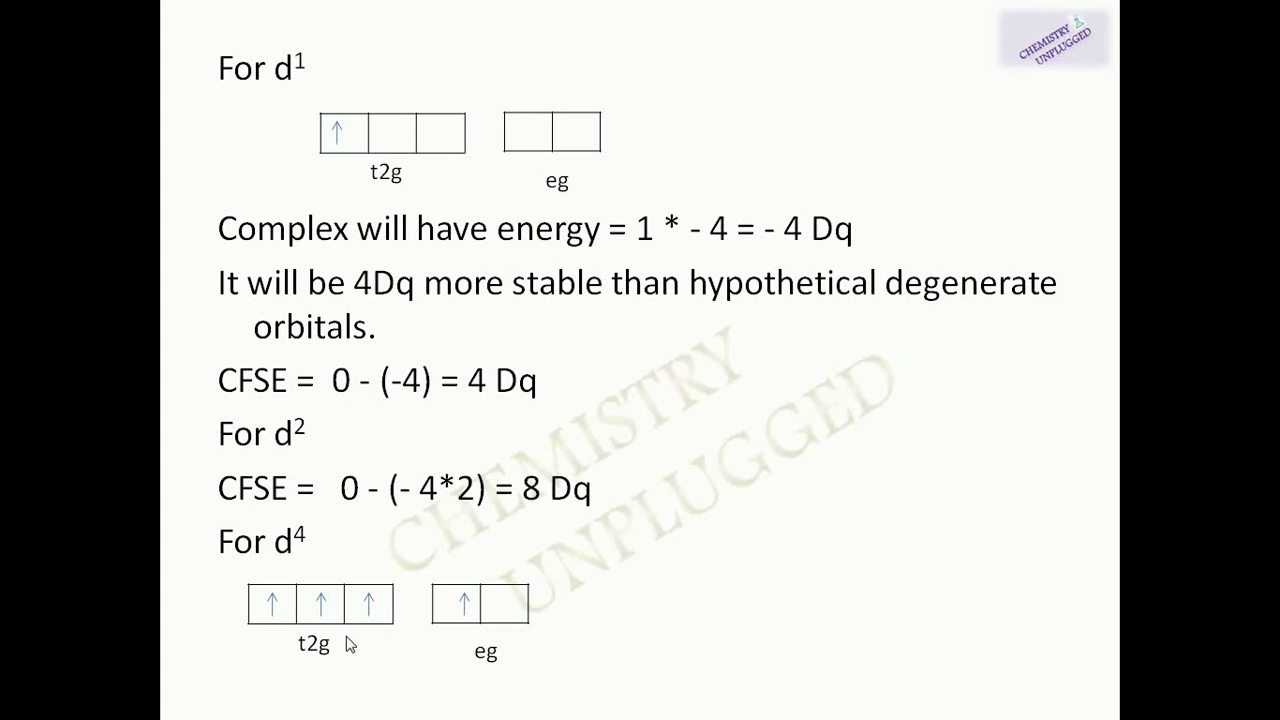 CHEMISTRY
UNPLUGGED
For d¹
↑
t2g
eg
Complex will have energy = 1 * - 4 = - 4 Dq
It will be 4Dq more stable than hypothetical degenerate
orbitals.
CFSE = 0 - (-4) = 4 Dq
For d²
CFSE = 0 - (- 4*2) = 8 Dq
For d⁴
↑ ↑ ↑ ↑
t2g
eg
CHEMISTRY
UNPLUGGED